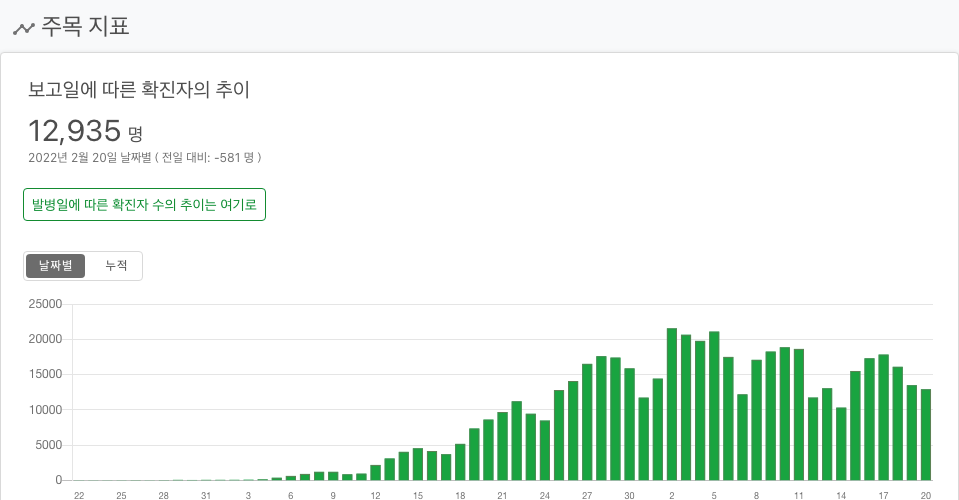 주목 지표
보고일에 따른 확진자의 추이
12,935 명
2022년 2월 20일 날짜별 ( 전일 대비: -581 명 )
발병일에 따른 확진자 수의 추이는 여기로
날짜별 누적
25000
20000
15000
10000
5000
0
22 25 28 31 3 6 9 12 15 18 21 24 27 30 2 5 8 11 14 17 20